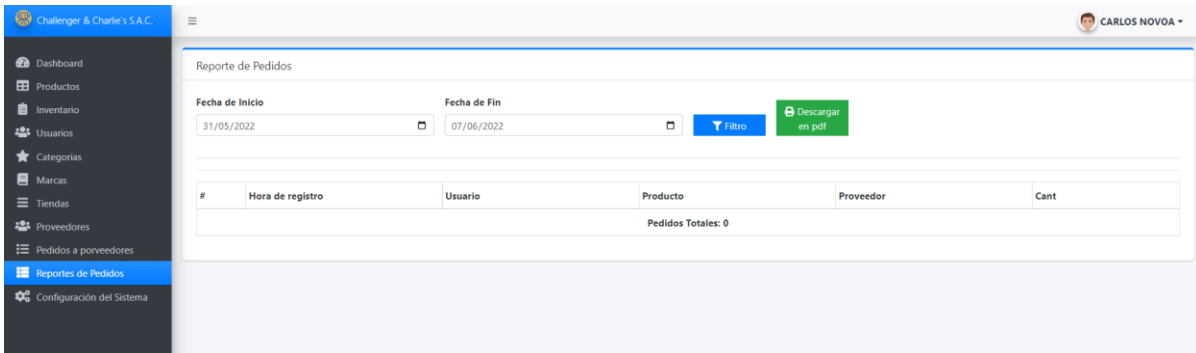 Challenger & Charlie's S.A.C.
CARLOS NOVOA
Dashboard
Productos
Inventario
Usuarios
Categorias
Marcas
Tiendas
Proveedores
Pedidos a porveedores
Reportes de Pedidos
Configuración del Sistema
Reporte de Pedidos
Fecha de Inicio Fecha de Fin
31/05/2022 07/06/2022 Filtro
Descargar
en pdf
# Hora de registro Usuario Producto Proveedor Cant
Pedidos Totales: 0